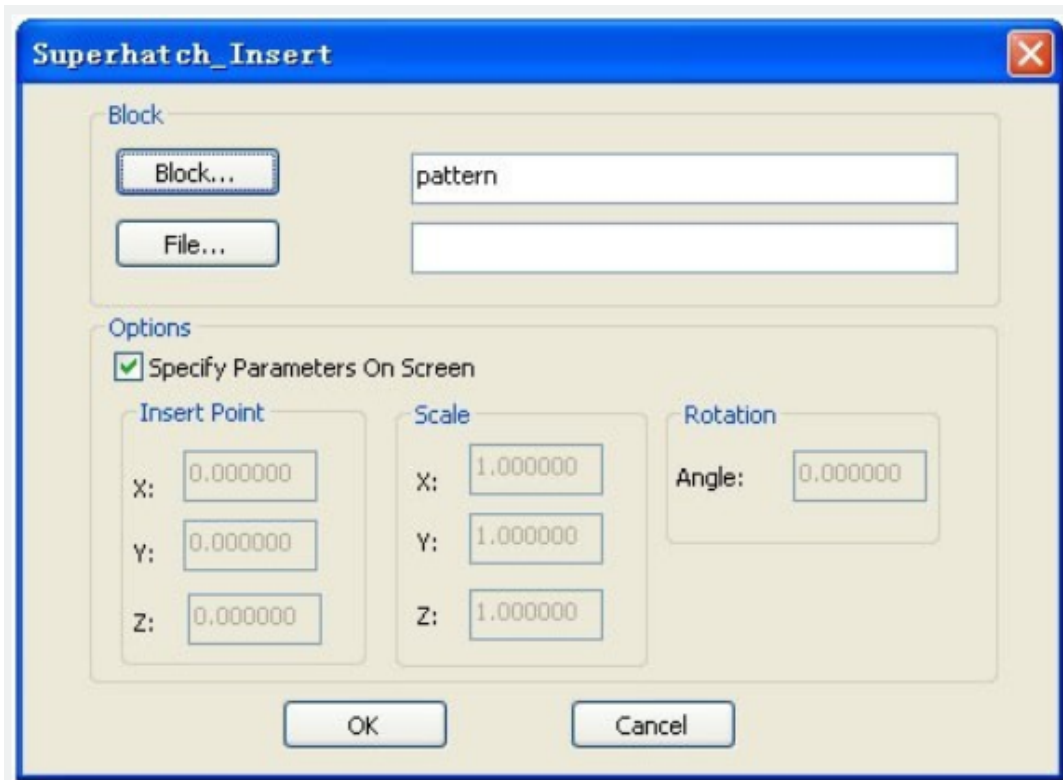 Superhatch_Insert
Block
Block...
pattern
File...
Options
Specify Parameters On Screen
Insert Point
X: 0.000000
Y: 0.000000
Z: 0.000000
Scale
X: 1.000000
Y: 1.000000
Z: 1.000000
Rotation
Angle: 0.000000
OK
Cancel